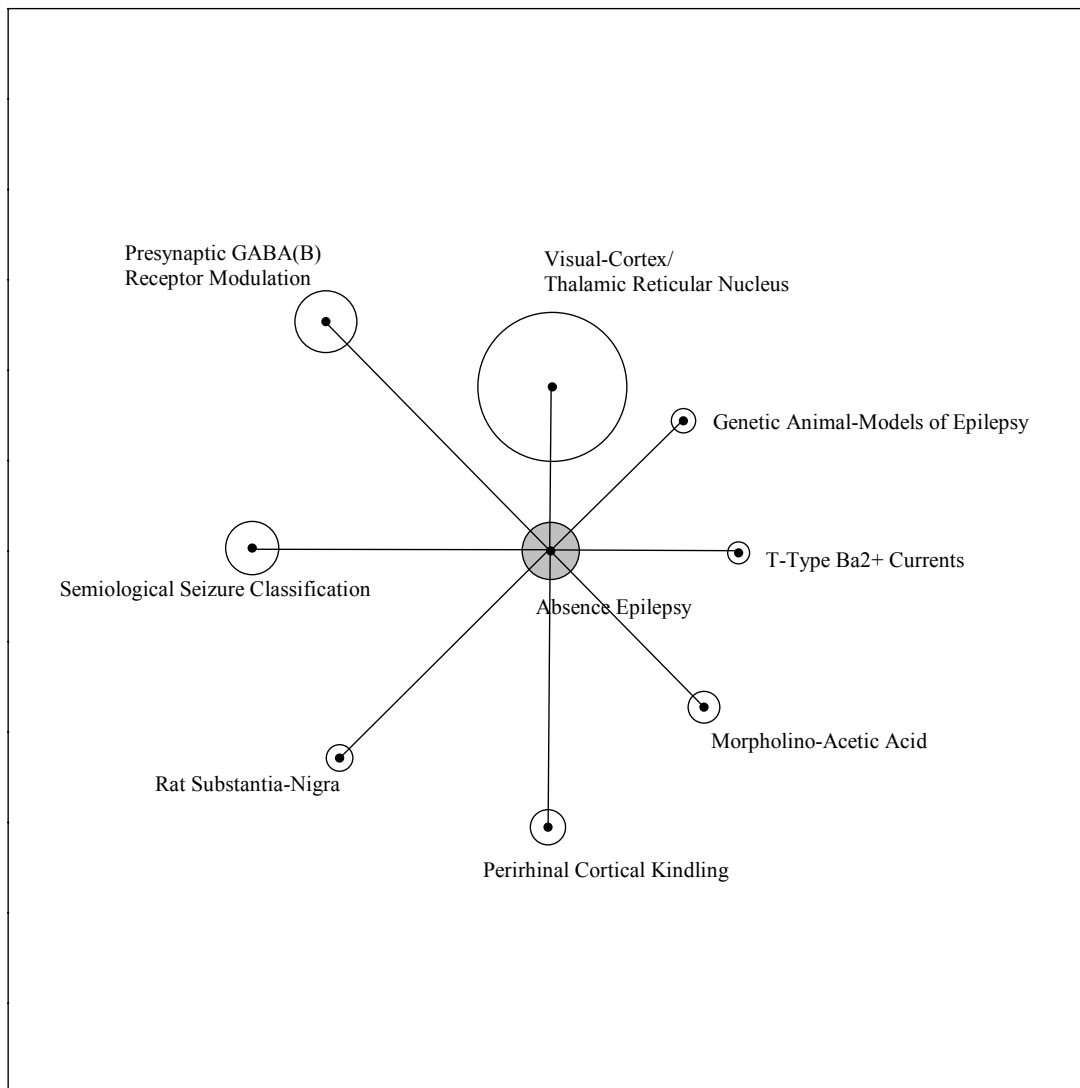 Presynaptic GABA(B)
Receptor Modulation
Visual-Cortex/
Thalamic Reticular Nucleus
Genetic Animal-Models of Epilepsy
T-Type Ba2+ Currents
Semiological Seizure Classification
Absence Epilepsy
Morpholino-Acetic Acid
Rat Substantia-Nigra
Perirhinal Cortical Kindling